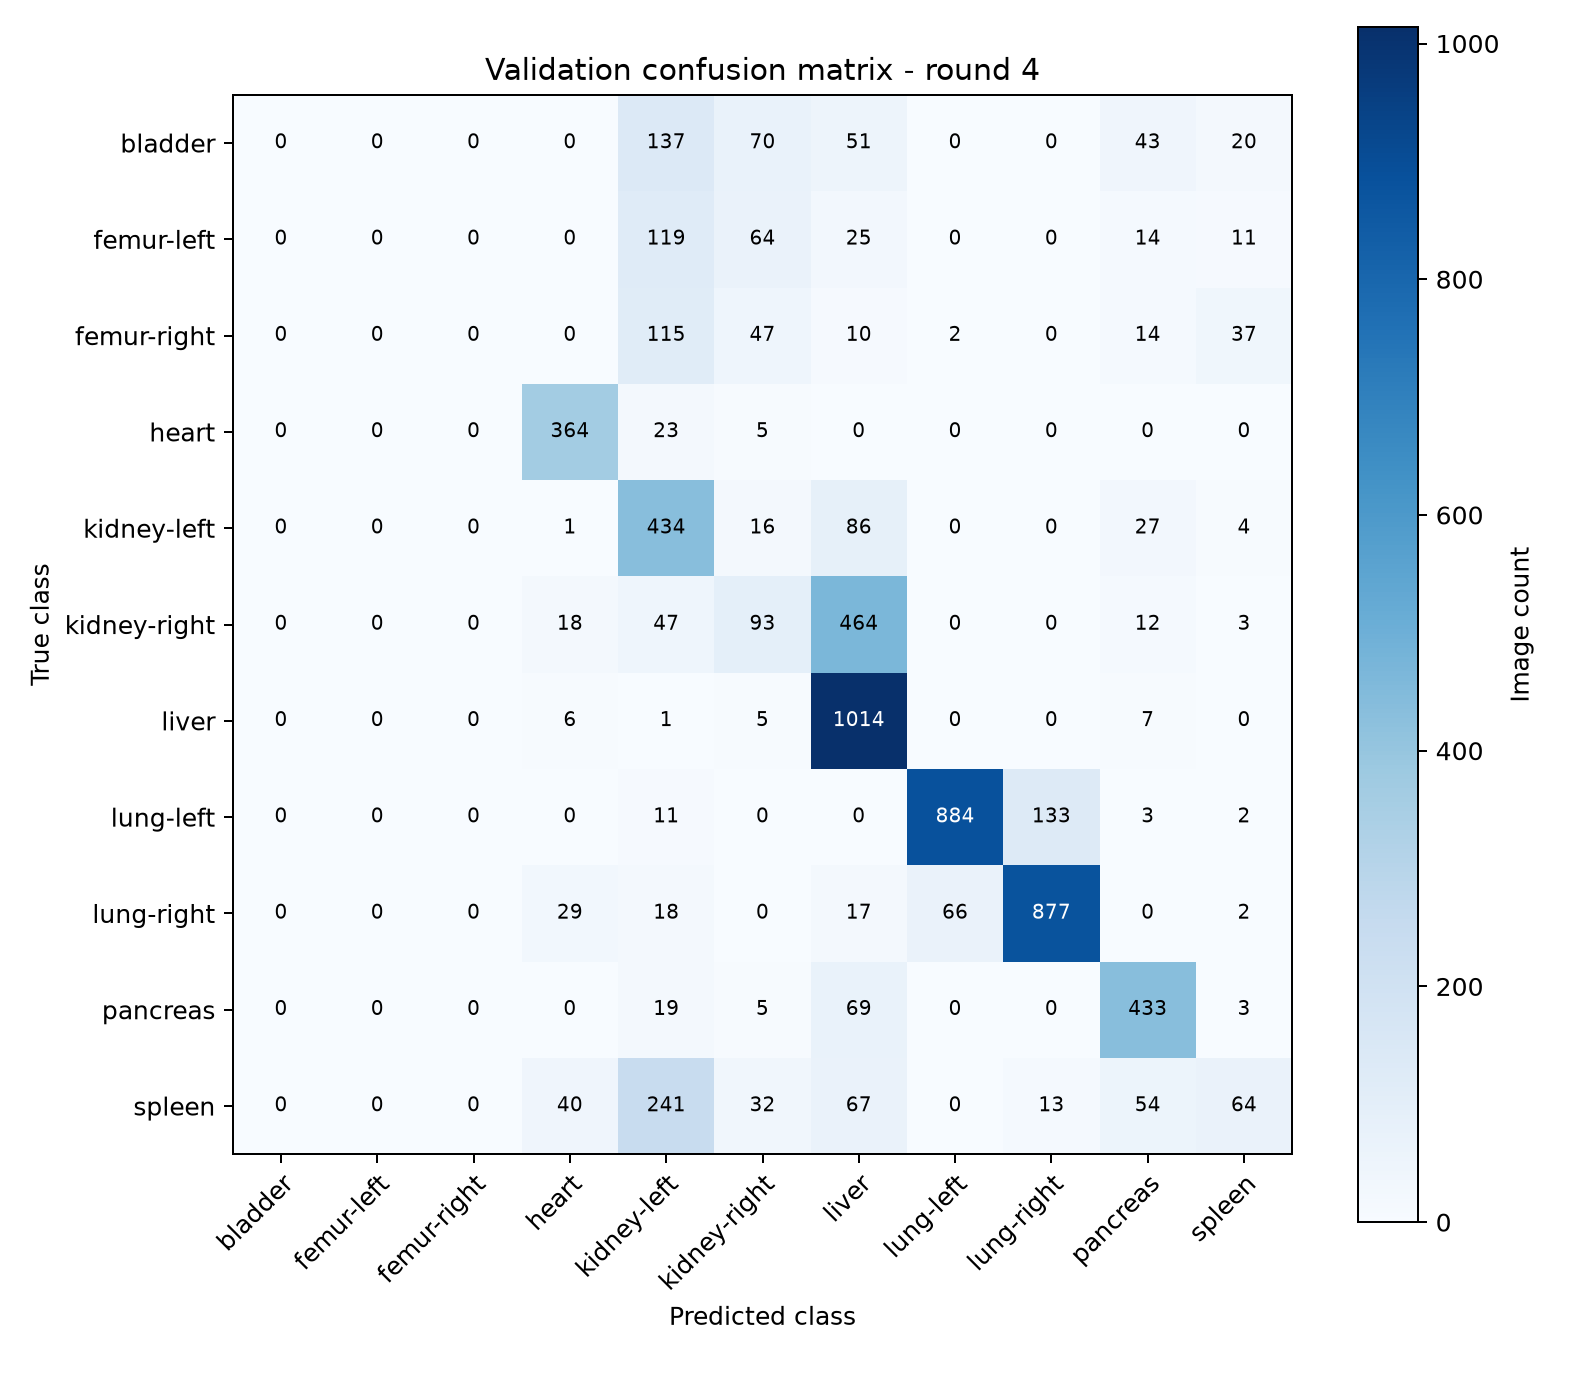 Validation confusion matrix - round 4
bladder 0 0 0 0 137 70 51 0 0 43 20
femur-left 0 0 0 0 119 64 25 0 0 14 11
femur-right 0 0 0 0 115 47 10 2 0 14 37
heart 0 0 0 364 23 5 0 0 0 0 0
kidney-left 0 0 0 1 434 16 86 0 0 27 4
kidney-right 0 0 0 18 47 93 464 0 0 12 3
liver 0 0 0 6 1 5 1014 0 0 7 0
lung-left 0 0 0 0 11 0 0 884 133 3 2
lung-right 0 0 0 29 18 0 17 66 877 0 2
pancreas 0 0 0 0 19 5 69 0 0 433 3
spleen 0 0 0 40 241 32 67 0 13 54 64
bladder femur-left femur-right heart kidney-left kidney-right liver lung-left lung-right pancreas spleen
Predicted class
True class
1000
800
600
400
200
0
Image count